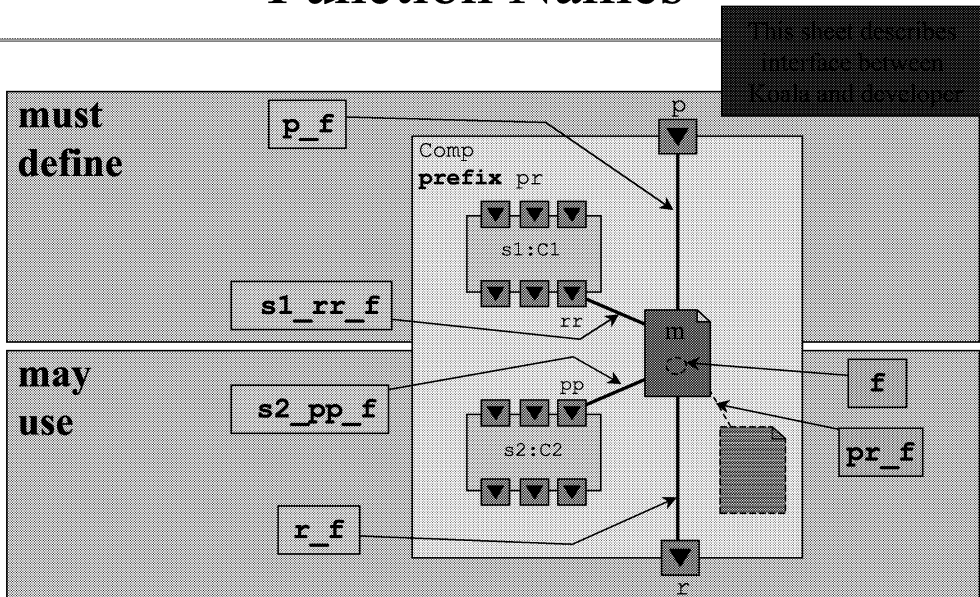 Function Names
This sheet describes
interface between
Koala and developer
must
define
p_f
p
Comp
prefix pr
s1:C1
s1_rr_f
rr
m
may
use
s2_pp_f
pp
f
s2:C2
pr_f
r_f
r